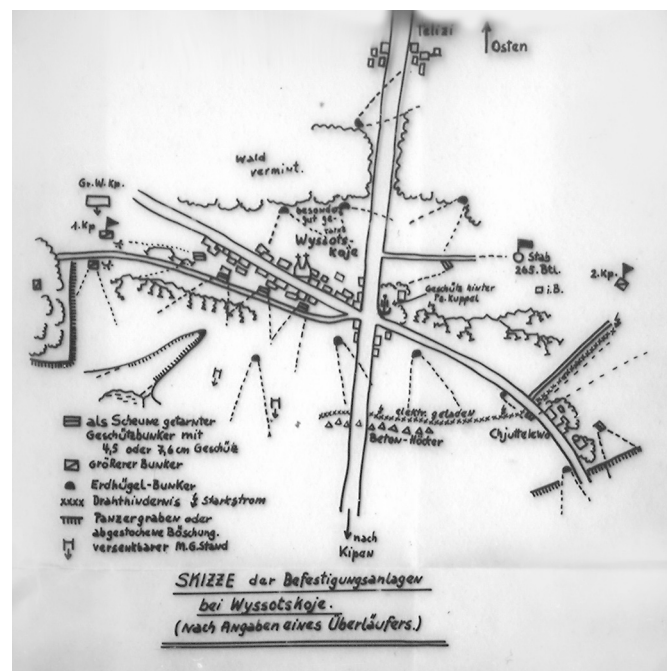 Telizi
Osten
Wald
vermint.
Gr.W.Kp.
1.Kp
besonders
gut ge-
tarnt
Wyssots-
koje
Stab
265. Btl.
2.Kp.
i.B.
Geschütz hinter
Pz. Kuppel
elektr. geladen
Beton-Höcker
Chjuttelewo
als Scheune getarnter
Geschützbunker mit
4,5 oder 7,6 cm Geschütz
Größerer Bunker
Erdhügel-Bunker
Drahthindernis Starkstrom
Panzergraben oder
abgestochene Böschung.
versenkbarer M.G.Stand
nach
Kipen
SKIZZE der Befestigungsanlagen
bei Wyssotskoje.
(Nach Angaben eines Überläufers.)